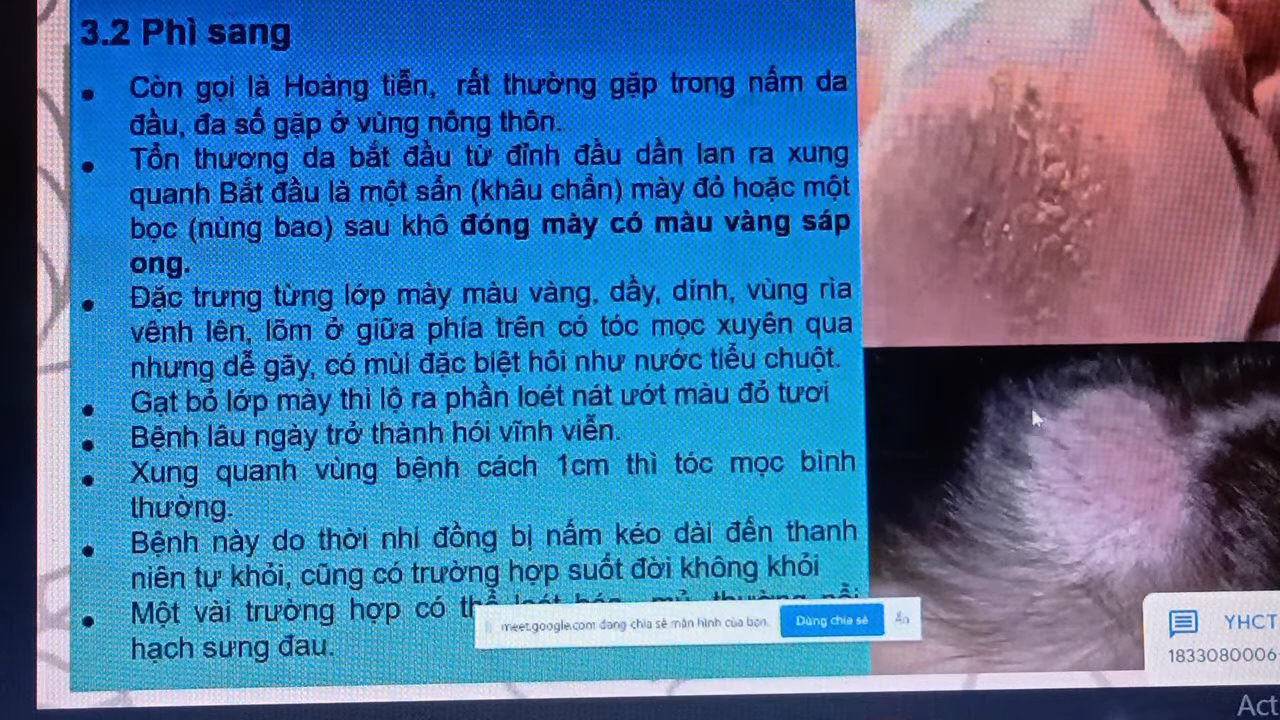 3.2 Phì sang
Còn gọi là Hoàng tiễn, rất thường gặp trong nấm da
đầu, đa số gặp ở vùng nông thôn.
Tổn thương da bắt đầu từ đỉnh đầu dần lan ra xung
quanh Bắt đầu là một sẩn (khâu chẩn) mày đỏ hoặc một
bọc (nùng bao) sau khô đóng mày có màu vàng sáp
ong.
Đặc trưng từng lớp mày màu vàng, dầy, dính, vùng rìa
vênh lên, lõm ở giữa phía trên có tóc mọc xuyên qua
nhưng dễ gãy, có mùi đặc biệt hôi như nước tiểu chuột.
Gạt bỏ lớp mày thì lộ ra phần loét nát ướt màu đỏ tươi
Bệnh lâu ngày trở thành hói vĩnh viễn.
Xung quanh vùng bệnh cách 1cm thì tóc mọc bình
thường.
Bệnh này do thời nhi đồng bị nấm kéo dài đến thanh
niên tự khỏi, cũng có trường hợp suốt đời không khỏi
Một vài trường hợp có thể
hạch sưng đau.
meet.google.com đang chia sẻ màn hình của bạn.
Dừng chia sẻ
Ẩn
YHCT
1833080006
Act